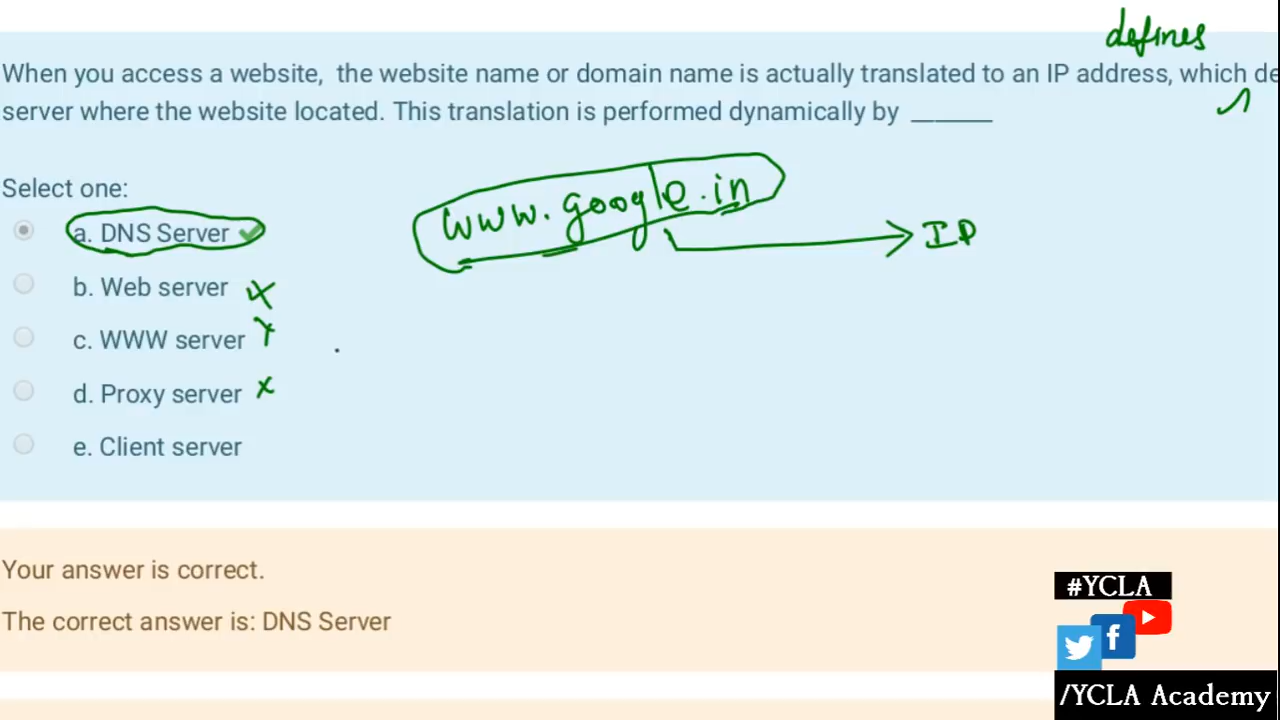 defines
When you access a website, the website name or domain name is actually translated to an IP address, which de
server where the website located. This translation is performed dynamically by ______
Select one:
www.google.in
IP
a. DNS Server
b. Web server
c. WWW server
d. Proxy server
e. Client server
Your answer is correct.
The correct answer is: DNS Server
#YCLA
/YCLA Academy